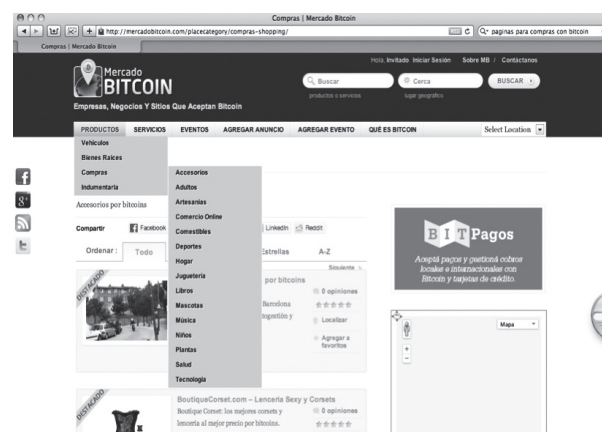 Compras | Mercado Bitcoin
http://mercadobitcoin.com/placecategory/compras-shopping/
paginas para compras con bitcoin
Compras | Mercado Bitcoin
Hola, Invitado Iniciar Sesión Sobre MB / Contáctanos
Mercado
BITCOIN
Empresas, Negocios Y Sitios Que Aceptan Bitcoin
Buscar
productos o servicios
Cerca
lugar geográfico
BUSCAR
PRODUCTOS SERVICIOS EVENTOS AGREGAR ANUNCIO AGREGAR EVENTO QUÉ ES BITCOIN Select Location
Vehículos
Bienes Raíces
Compras
Indumentaria
Accesorios
Adultos
Artesanías
Comercio Online
Comestibles
Deportes
Hogar
Juguetería
Libros
Mascotas
Música
Niños
Plantas
Salud
Tecnología
Accesorios por bitcoins
Compartir Facebook LinkedIn Reddit
Ordenar : Todo Estrellas A-Z
Siguiente
DESTACADO
por bitcoins
0 opiniones
Barcelona
Localizar
Agregar a
favoritos
BIT Pagos
Aceptá pagos y gestioná cobros
locales e internacionales con
Bitcoin y tarjetas de crédito.
Mapa
+
-
DESTACADO
BoutiqueCorset.com – Lencería Sexy y Corsets
Boutique Corset: los mejores corsets y
lencería al mejor precio por bitcoins.
0 opiniones